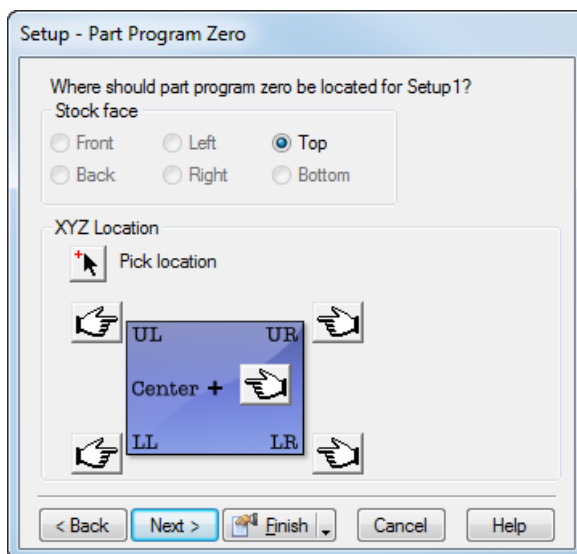 Setup - Part Program Zero
Where should part program zero be located for Setup1?
Stock face
Front Left Top
Back Right Bottom
XYZ Location
Pick location
UL UR
Center +
LL LR
< Back Next > Finish Cancel Help